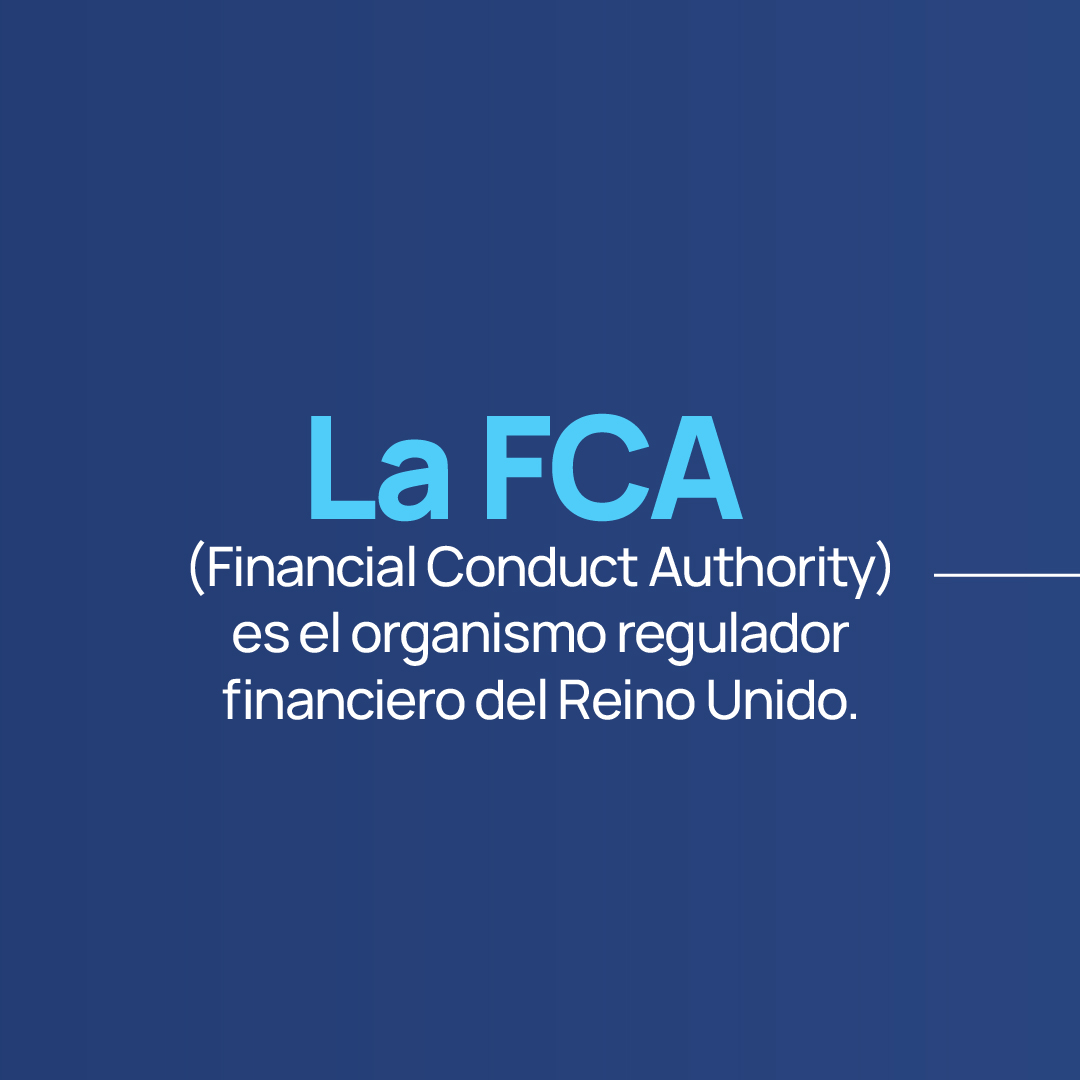 La FCA
(Financial Conduct Authority)
es el organismo regulador
financiero del Reino Unido.